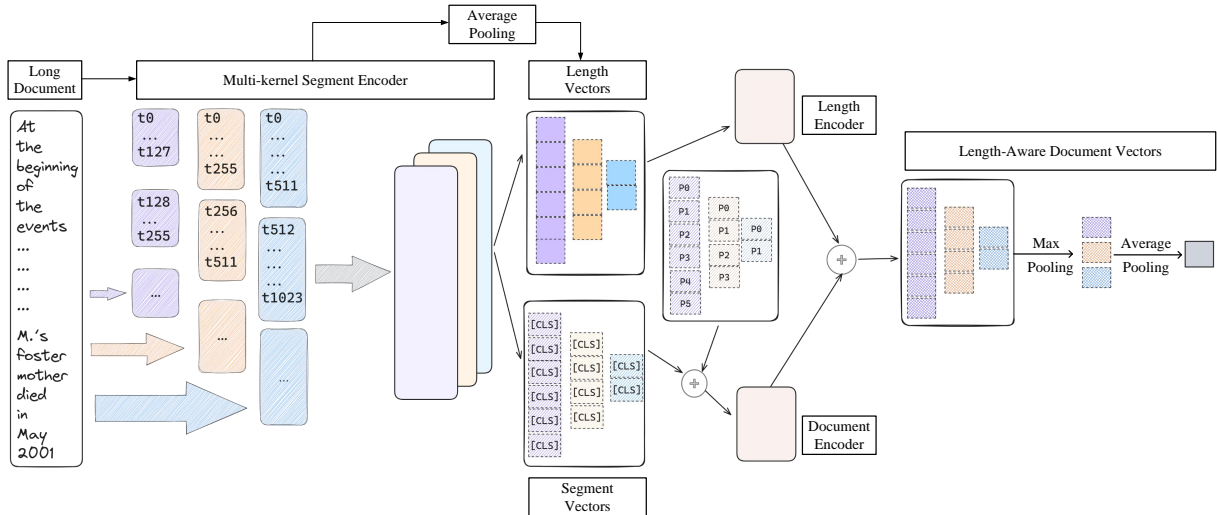 Average
Pooling
Long
Document
Multi-kernel Segment Encoder
Length
Vectors
At
the
beginning
of
the
events
...
...
...
...
M.'s
foster
mother
died
in
May
2001
t0
...
t127
t128
...
t255
...
t0
...
...
t255
t256
...
...
t511
...
t0
...
...
...
t511
t512
...
...
...
t1023
...
[CLS]
[CLS]
[CLS]
[CLS]
[CLS]
[CLS]
[CLS]
[CLS]
[CLS]
[CLS]
[CLS]
[CLS]
Segment
Vectors
Length
Encoder
P0
P1
P2
P3
P4
P5
P0
P1
P2
P3
P0
P1
+
+
Document
Encoder
Length-Aware Document Vectors
Max
Pooling
Average
Pooling